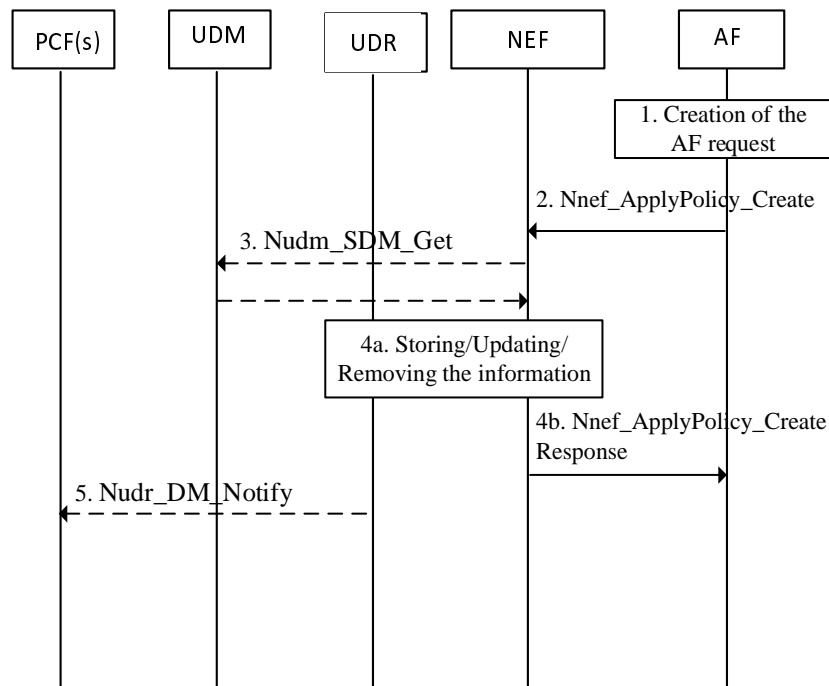 PCF(s)
UDM
UDR
NEF
AF
1. Creation of the
AF request
2. Nnef_ApplyPolicy_Create
3. Nudm_SDM_Get
4a. Storing/Updating/
Removing the information
4b. Nnef_ApplyPolicy_Create
Response
5. Nudr_DM_Notify